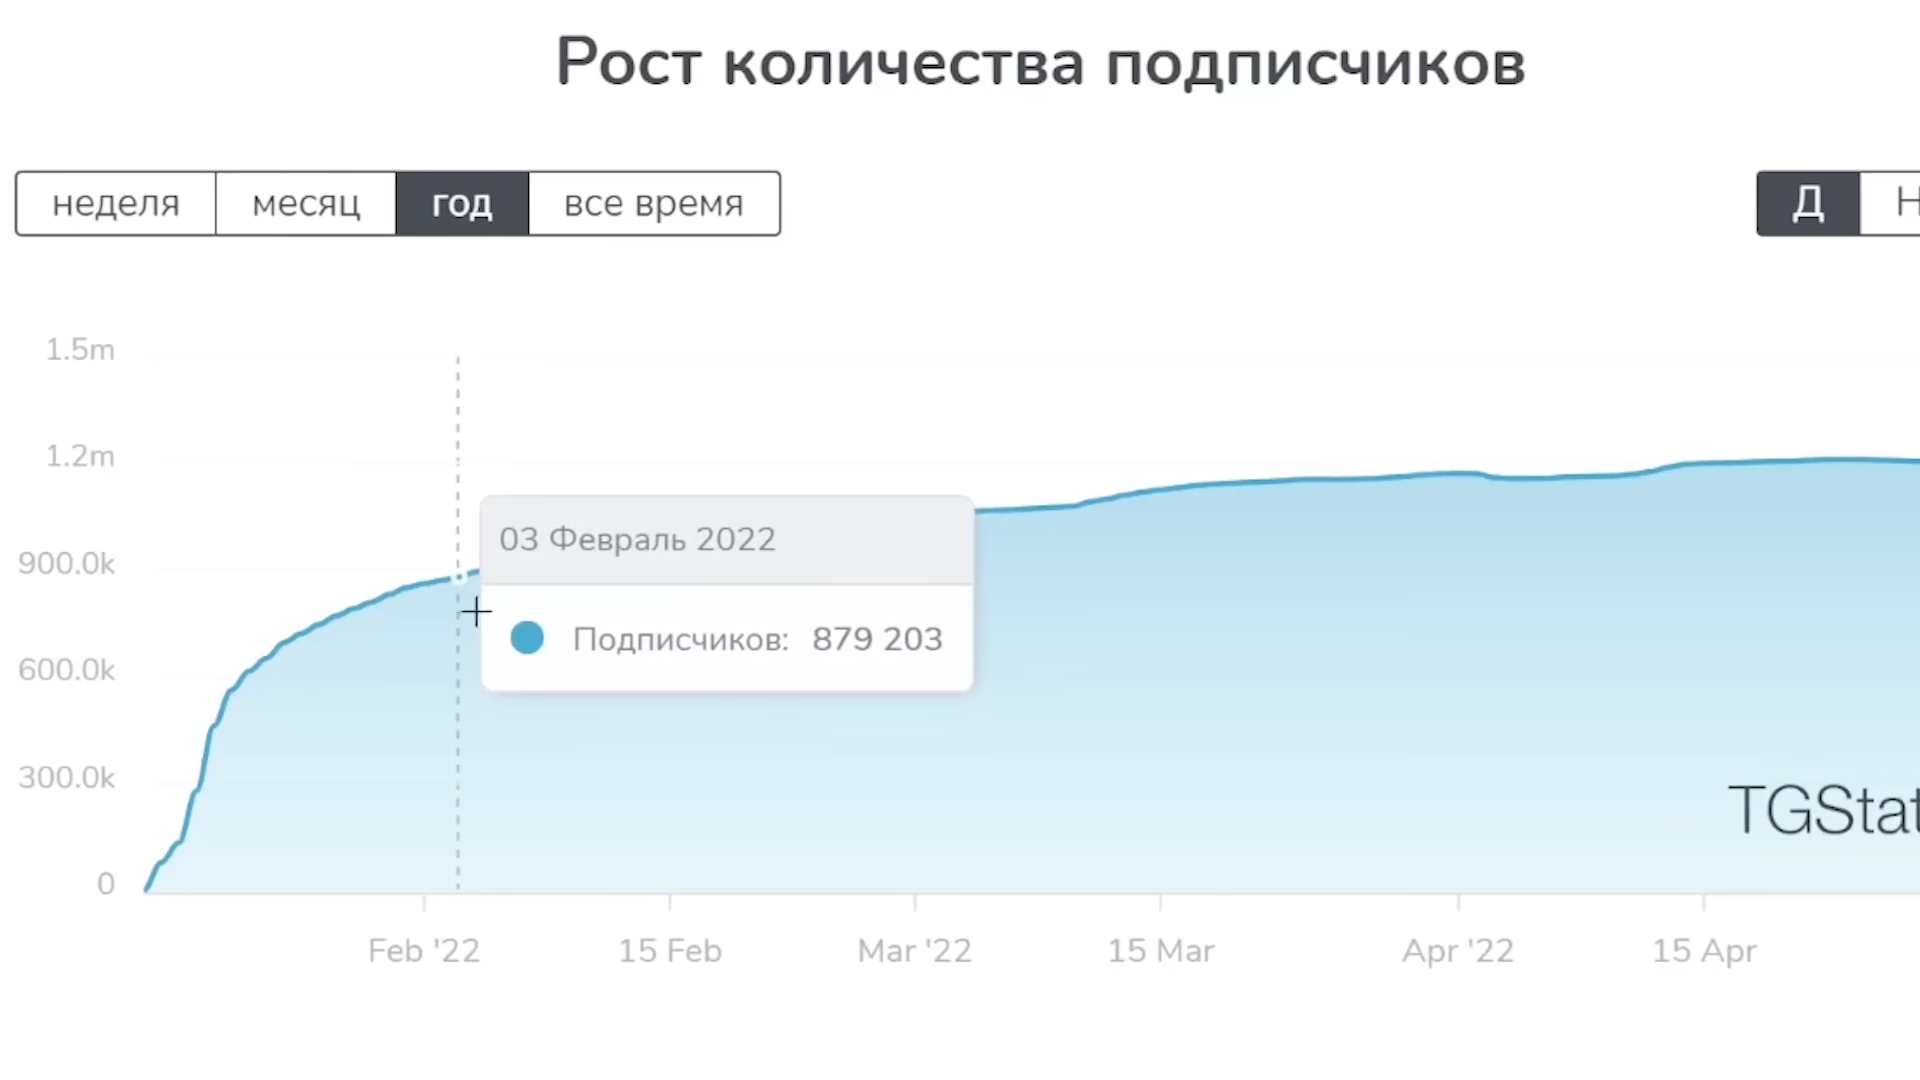 Рост количества подписчиков
неделя месяц год все время
Д Н
1.5m
1.2m
900.0k
600.0k
300.0k
0
03 Февраль 2022
Подписчиков: 879 203
TGStat
Feb '22 15 Feb Mar '22 15 Mar Apr '22 15 Apr